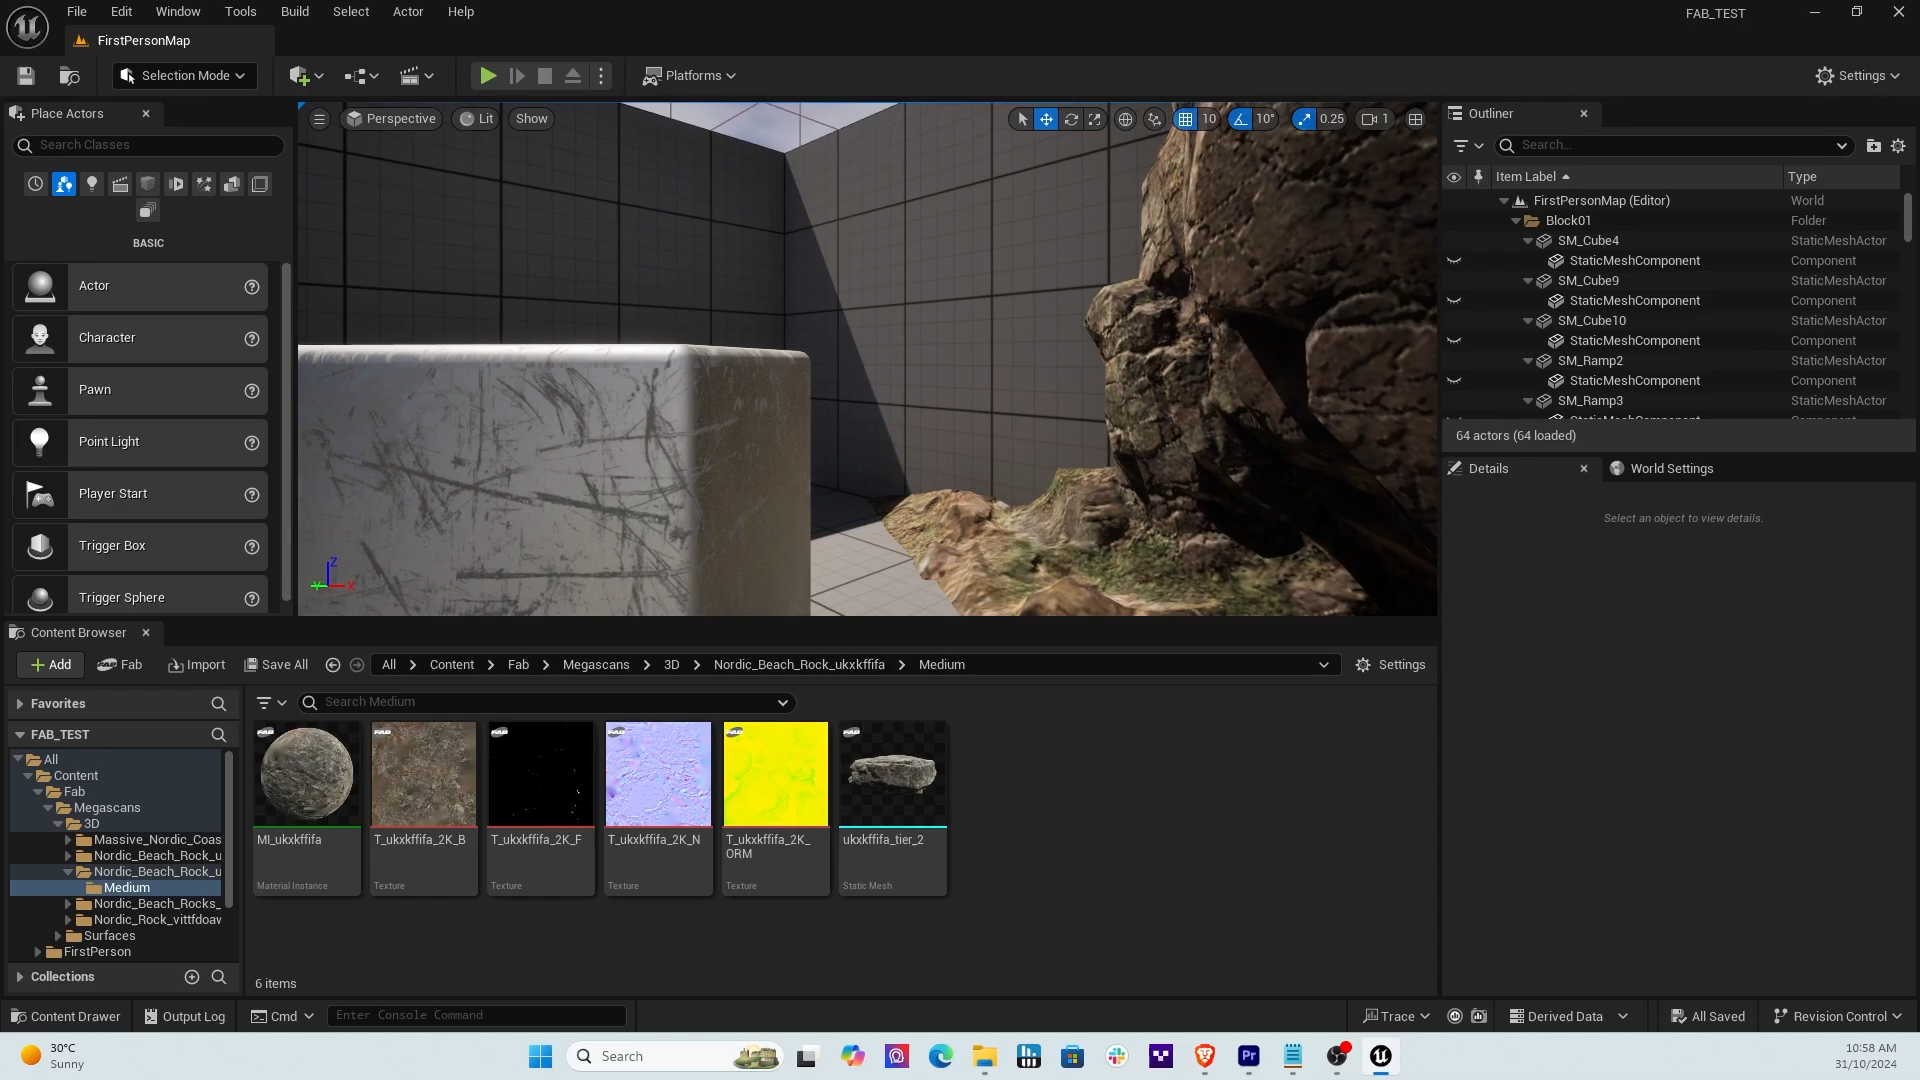 File Edit Window Tools Build Select Actor Help
FAB_TEST
FirstPersonMap
Selection Mode
Platforms
Settings
Place Actors
Search Classes
BASIC
Actor
Character
Pawn
Point Light
Player Start
Trigger Box
Trigger Sphere
Perspective
Lit
Show
10
10°
0.25
1
Z
Y
X
Outliner
Search...
Item Label
Type
FirstPersonMap (Editor) World
Block01 Folder
SM_Cube4 StaticMeshActor
StaticMeshComponent Component
SM_Cube9 StaticMeshActor
StaticMeshComponent Component
SM_Cube10 StaticMeshActor
StaticMeshComponent Component
SM_Ramp2 StaticMeshActor
StaticMeshComponent Component
SM_Ramp3 StaticMeshActor
64 actors (64 loaded)
Details
World Settings
Select an object to view details.
Content Browser
Add
Fab
Import
Save All
All > Content > Fab > Megascans > 3D > Nordic_Beach_Rock_ukxkffifa > Medium
Settings
Favorites
FAB_TEST
All
Content
Fab
Megascans
3D
Massive_Nordic_Coas
Nordic_Beach_Rock_u
Nordic_Beach_Rock_u
Medium
Nordic_Beach_Rocks_
Nordic_Rock_vittfdoav
Surfaces
FirstPerson
Collections
Search Medium
FAB
MI_ukxkffifa
Material Instance
FAB
T_ukxkffifa_2K_B
Texture
FAB
T_ukxkffifa_2K_F
Texture
FAB
T_ukxkffifa_2K_N
Texture
FAB
T_ukxkffifa_2K_
ORM
Texture
FAB
ukxkffifa_tier_2
Static Mesh
6 items
Content Drawer
Output Log
Cmd
Enter Console Command
Trace
Derived Data
All Saved
Revision Control
30°C
Sunny
Search
Pr
10:58 AM
31/10/2024